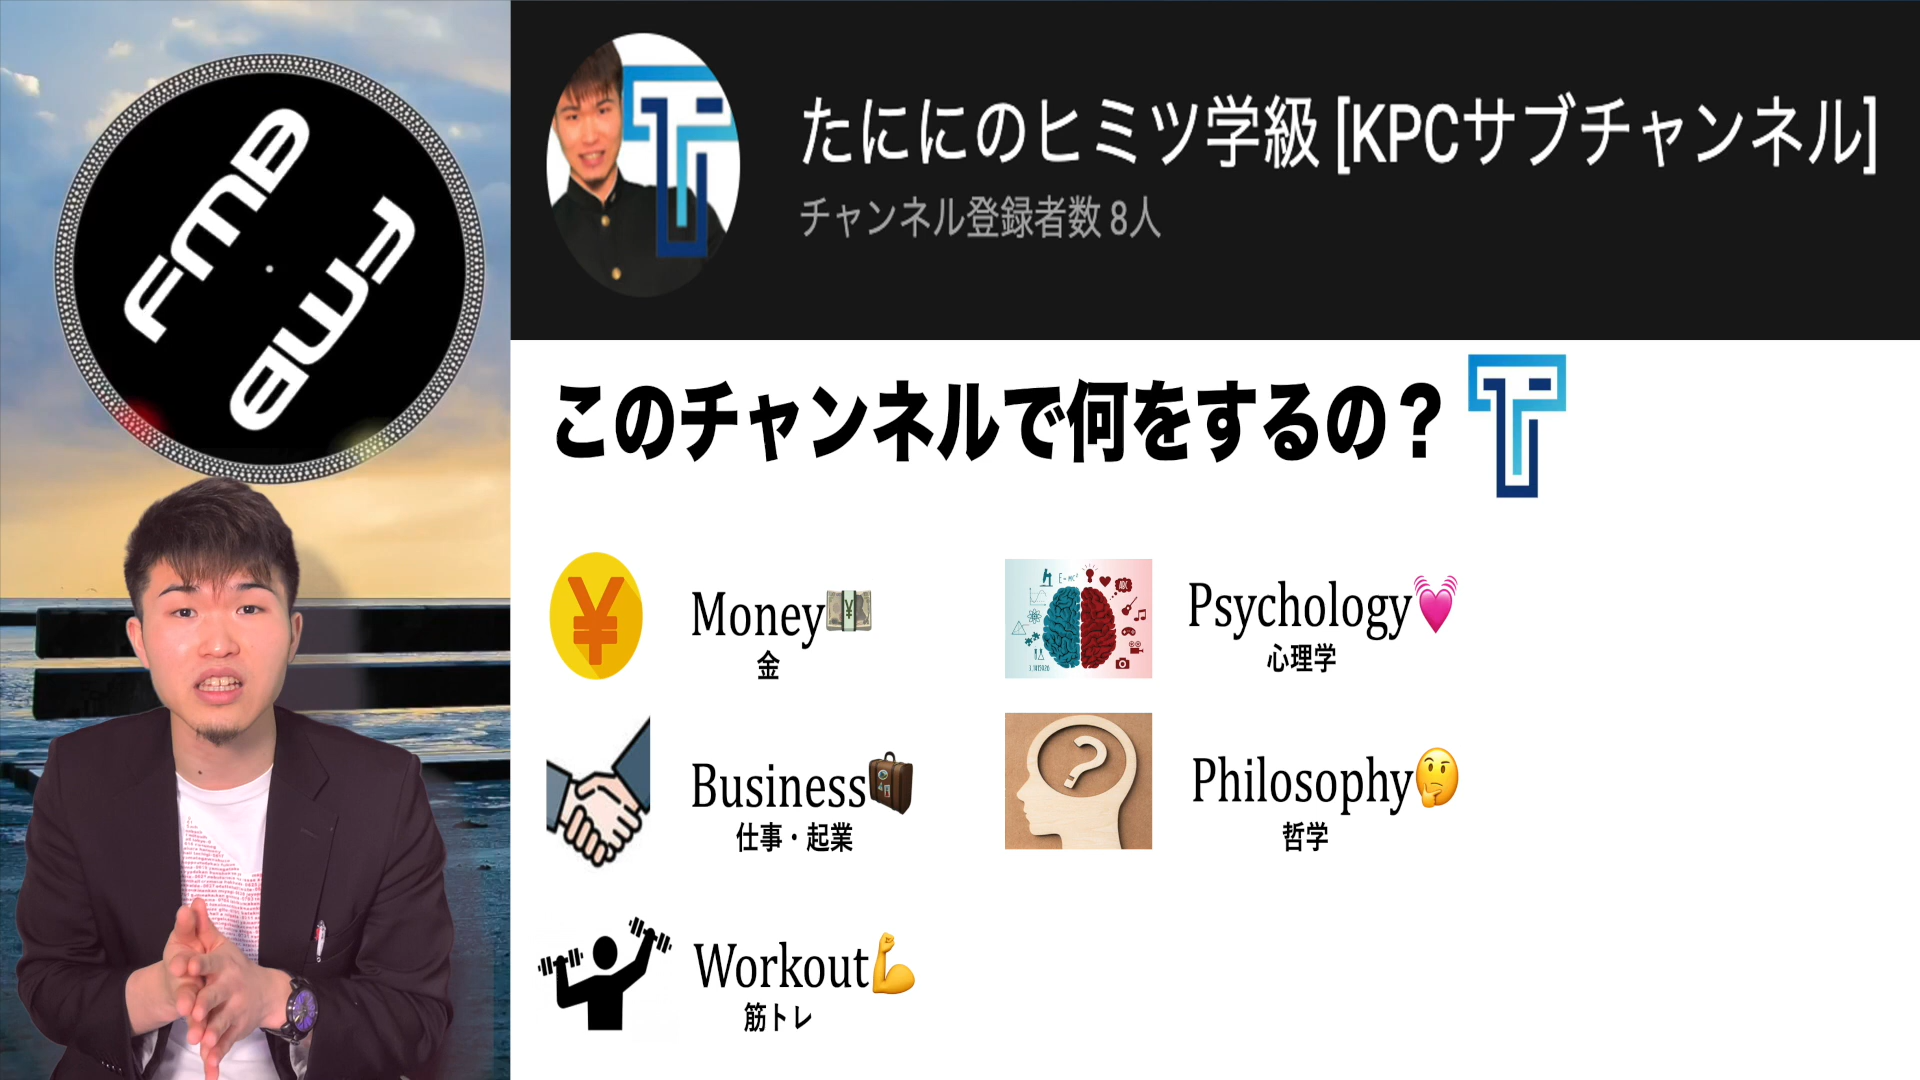 FMB
FMB
たににのヒミツ学級 [KPCサブチャンネル]
チャンネル登録者数 8人
このチャンネルで何をするの？
Money
金
Psychology
心理学
Business
仕事・起業
Philosophy
哲学
Workout
筋トレ